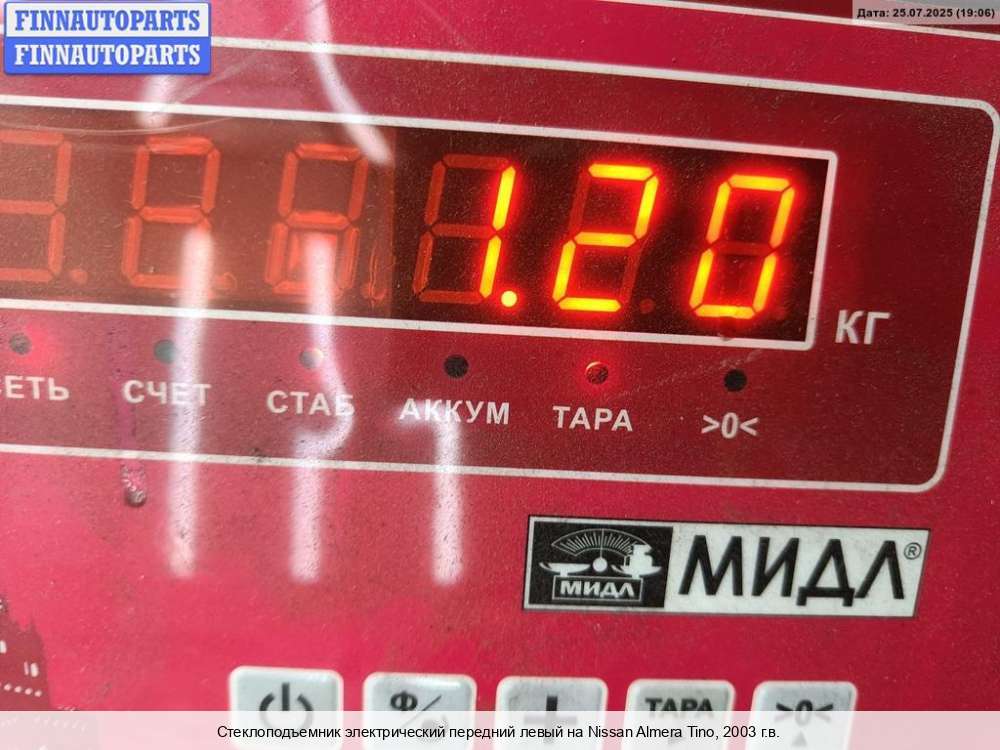 FINNAUTOPARTS
FINNAUTOPARTS
Дата: 25.07.2025 (19:06)
1.20
КГ
СЕТЬ СЧЕТ СТАБ АККУМ ТАРА >0<
МИДЛ МИДЛ®
Ф ТАРА >0<
Стеклоподъемник электрический передний левый на Nissan Almera Tino, 2003 г.в.